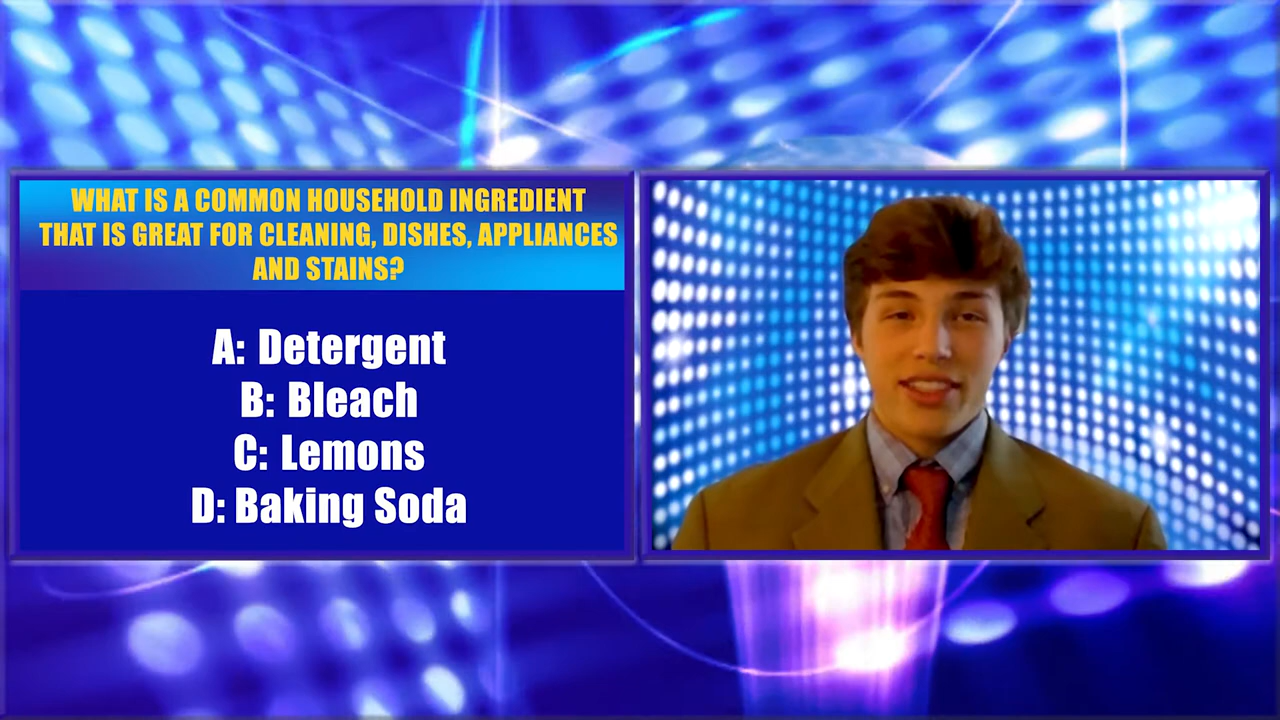 WHAT IS A COMMON HOUSEHOLD INGREDIENT
THAT IS GREAT FOR CLEANING, DISHES, APPLIANCES
AND STAINS?
A: Detergent
B: Bleach
C: Lemons
D: Baking Soda